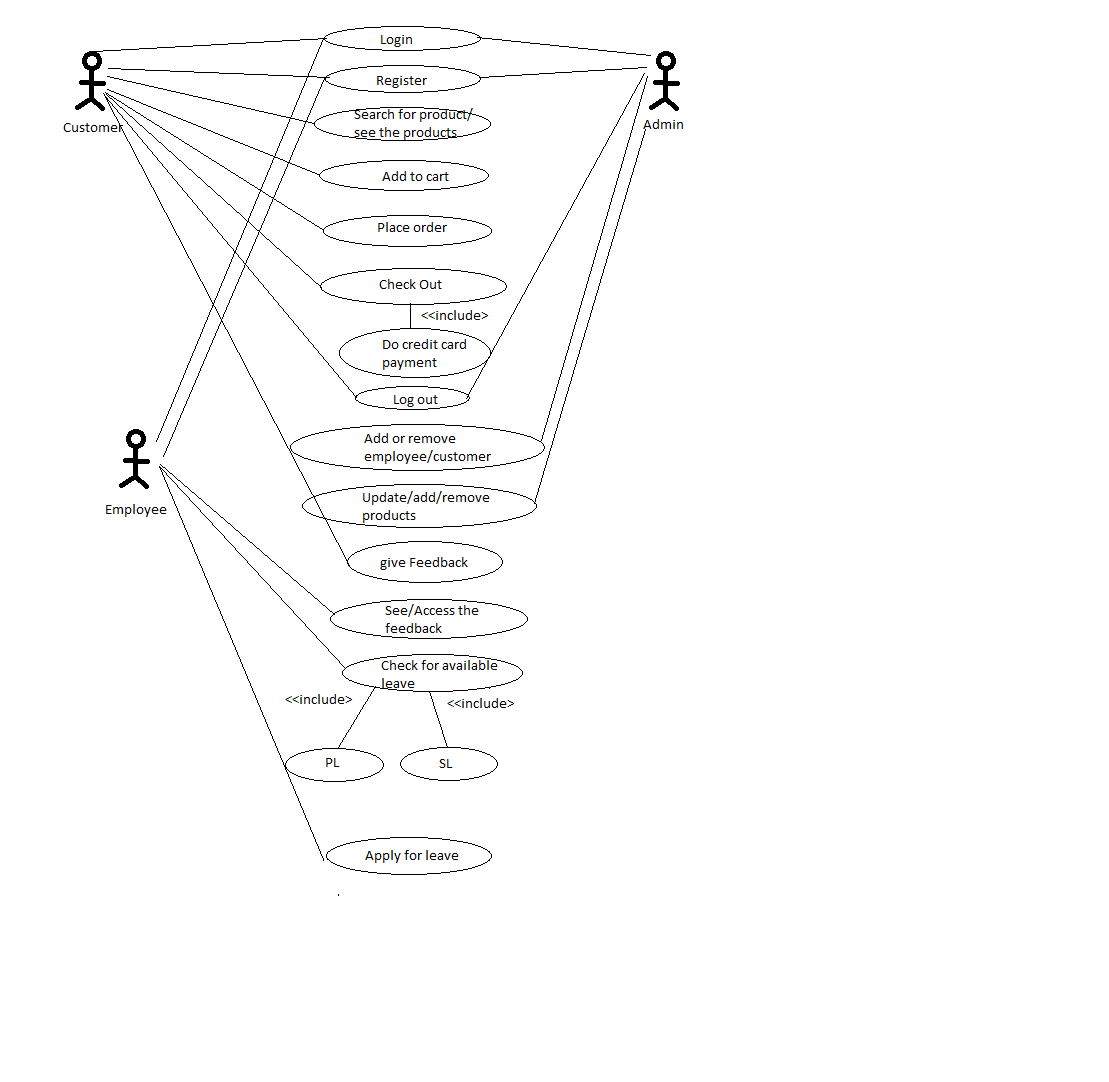 Login
Register
Customer
Admin
Search for product/
see the products
Add to cart
Place order
Check Out
<<include>
Do credit card
payment
Log out
Add or remove
employee/customer
Employee
Update/add/remove
products
give Feedback
See/Access the
feedback
Check for available
leave
<<include>
<<include>
PL
SL
Apply for leave